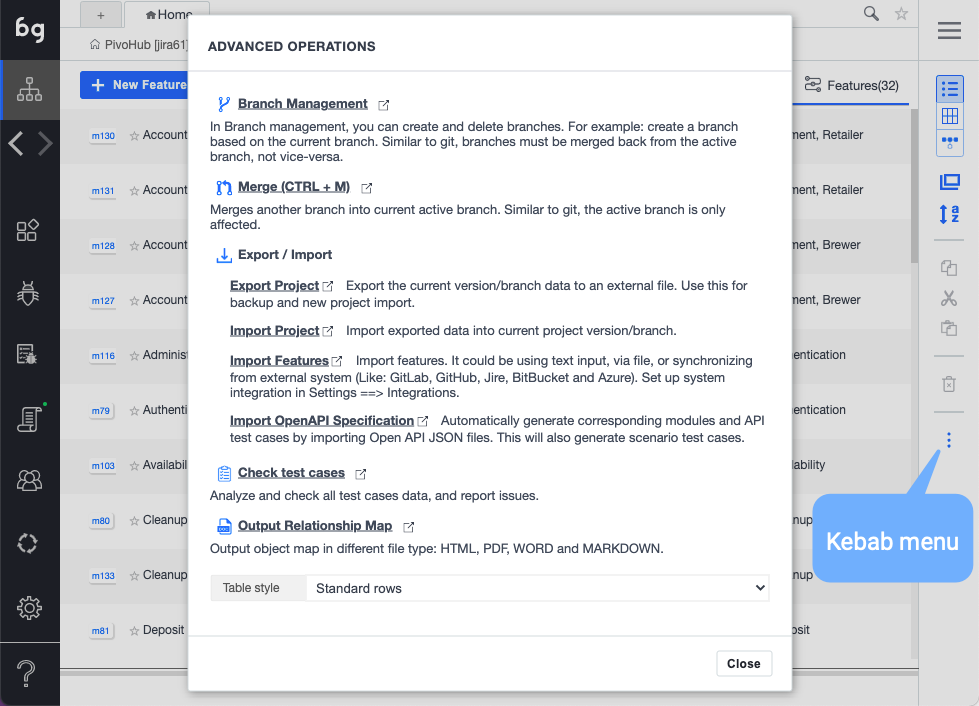 bg
+
Home
PivoHub [jira61]
ADVANCED OPERATIONS
+ New Feature
Features(32)
Branch Management
In Branch management, you can create and delete branches. For example: create a branch
based on the current branch. Similar to git, branches must be merged back from the active
branch, not vice-versa.
Merge (CTRL + M)
Merges another branch into current active branch. Similar to git, the active branch is only
affected.
Export / Import
Export Project Export the current version/branch data to an external file. Use this for
backup and new project import.
Import Project Import exported data into current project version/branch.
Import Features Import features. It could be using text input, via file, or synchronizing
from external system (Like: GitLab, GitHub, Jire, BitBucket and Azure). Set up system
integration in Settings ==> Integrations.
Import OpenAPI Specification Automatically generate corresponding modules and API
test cases by importing Open API JSON files. This will also generate scenario test cases.
Check test cases
Analyze and check all test cases data, and report issues.
Output Relationship Map
Output object map in different file type: HTML, PDF, WORD and MARKDOWN.
Table style Standard rows
Close
m130 Account
ment, Retailer
m131 Account
ment, Retailer
m128 Account
ment, Brewer
m127 Account
ment, Brewer
m116 Adminis
entication
m79 Authenti
entication
m103 Availabil
lability
m80 Cleanup
nup
m133 Cleanup
nup
m81 Deposit
osit
a
z
Kebab menu
?